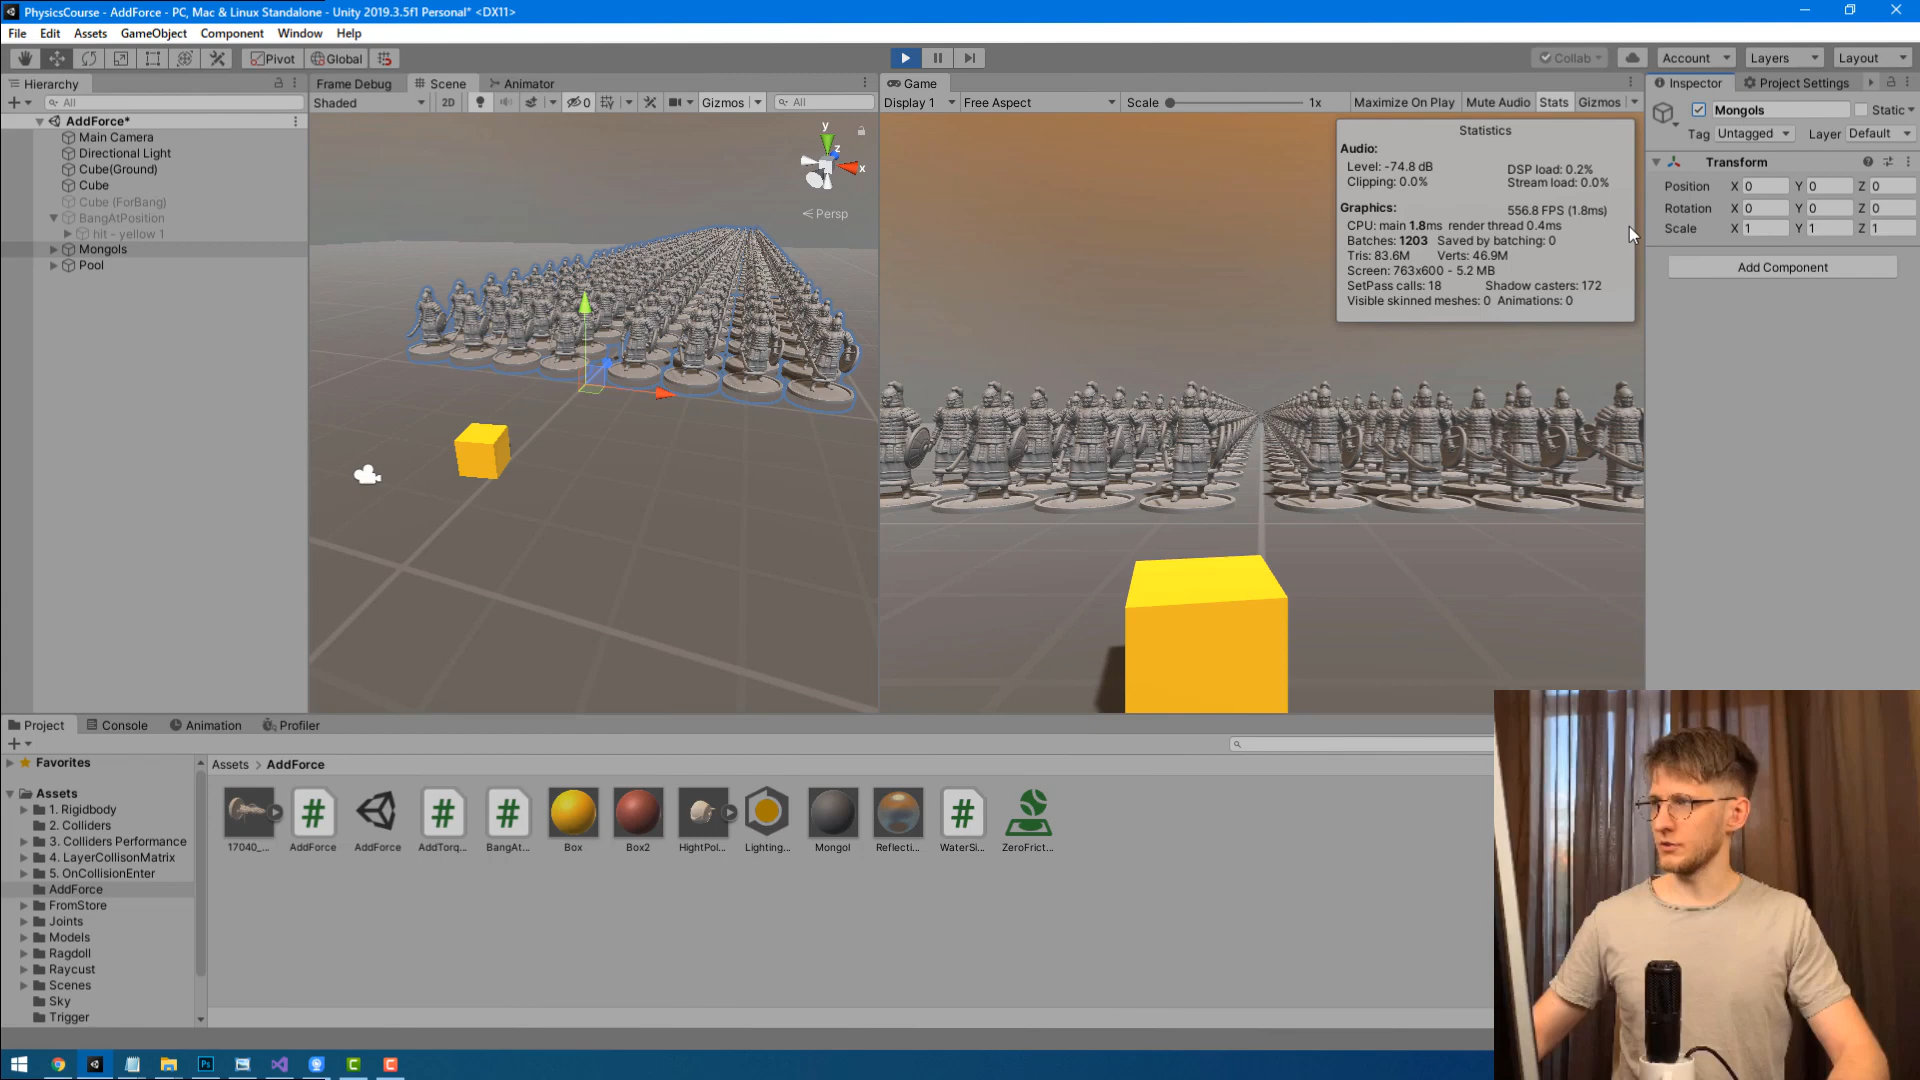 PhysicsCourse - AddForce - PC, Mac & Linux Standalone - Unity 2019.3.5f1 Personal* <DX11>
File Edit Assets GameObject Component Window Help
Pivot Global Collab Account Layers Layout
Hierarchy
All
AddForce*
Main Camera
Directional Light
Cube(Ground)
Cube
Cube (ForBang)
BangAtPosition
hit - yellow 1
Mongols
Pool
Frame Debug Scene Animator
Shaded 2D 0 Gizmos All
y
z
x
Persp
Game
Display 1 Free Aspect Scale 1x Maximize On Play Mute Audio Stats Gizmos
Statistics
Audio:
Level: -74.8 dB DSP load: 0.2%
Clipping: 0.0% Stream load: 0.0%
Graphics: 556.8 FPS (1.8ms)
CPU: main 1.8ms render thread 0.4ms
Batches: 1203 Saved by batching: 0
Tris: 83.6M Verts: 46.9M
Screen: 763x600 - 5.2 MB
SetPass calls: 18 Shadow casters: 172
Visible skinned meshes: 0 Animations: 0
Inspector Project Settings
Mongols Static
Tag Untagged Layer Default
Transform
Position X 0 Y 0 Z 0
Rotation X 0 Y 0 Z 0
Scale X 1 Y 1 Z 1
Add Component
Project Console Animation Profiler
Favorites
Assets
1. Rigidbody
2. Colliders
3. Colliders Performance
4. LayerCollisonMatrix
5. OnCollisionEnter
AddForce
FromStore
Joints
Models
Ragdoll
Raycust
Scenes
Sky
Trigger
Assets > AddForce
17040_... AddForce AddForce AddTorq... BangAt... Box Box2 HightPol... Lighting... Mongol Reflecti... WaterSi... ZeroFrict...
Ps